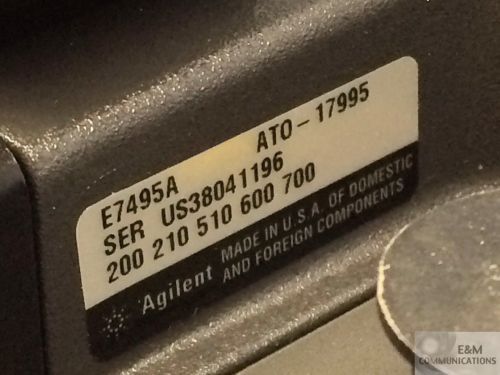 E7495A ATO-17995
SER US38041196
200 210 510 600 700
Agilent MADE IN U.S.A. OF DOMESTIC
AND FOREIGN COMPONENTS
E&M
COMMUNICATIONS